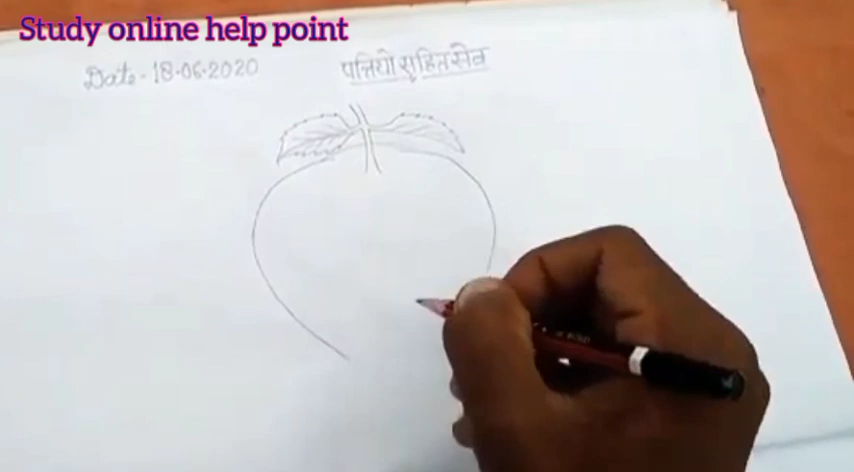 Study online help point
Date - 18-06-2020
पत्तियो सहित सेव